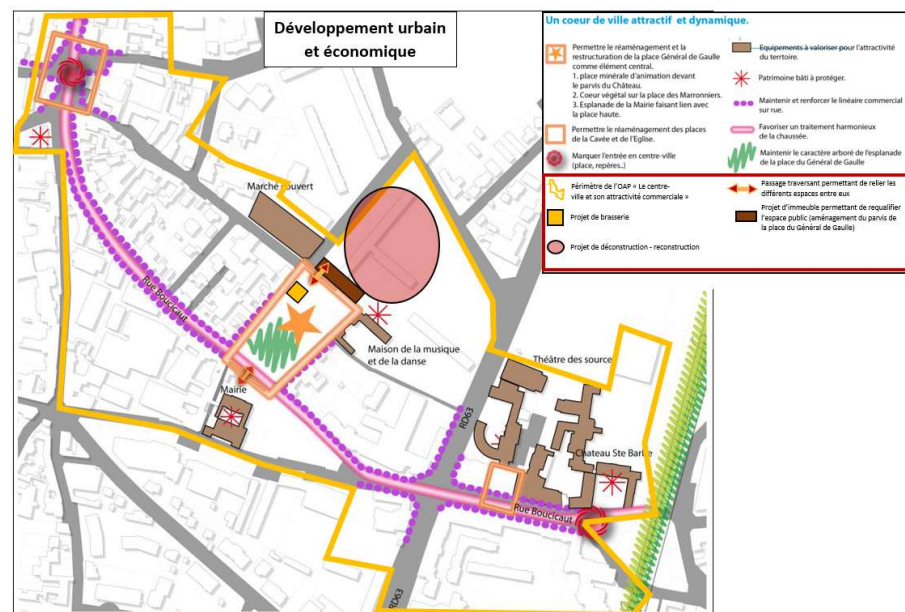 Développement urbain
et économique
Un coeur de ville attractif et dynamique.
Permettre le réaménagement et la
restructuration de la place Général de Gaulle
comme élément central.
1. place minérale d'animation devant
le parvis du Château.
2. Coeur végétal sur la place des Marronniers.
3. Esplanade de la Mairie faisant lien avec
la place haute.
Permettre le réaménagement des places
de la Cavée et de l'Eglise.
Marquer l'entrée en centre-ville
(place, repères..)
Equipements à valoriser pour l'attractivité
du territoire.
Patrimoine bâti à protéger.
Maintenir et renforcer le linéaire commercial
sur rue.
Favoriser un traitement harmonieux
de la chaussée.
Maintenir le caractère arboré de l'esplanade
de la place du Général de Gaulle
Périmètre de l'OAP « Le centre-
ville et son attractivité commerciale »
Projet de brasserie
Projet de déconstruction - reconstruction
Passage traversant permettant de relier les
différents espaces entre eux
Projet d'immeuble permettant de requalifier
l'espace public (aménagement du parvis de
la place du Général de Gaulle)
Marché couvert
Rue Boucicaut
Maison de la musique
et de la danse
Mairie
Théâtre des source
RD63
Chateau Ste Barbe
Rue Boucicaut
RD63